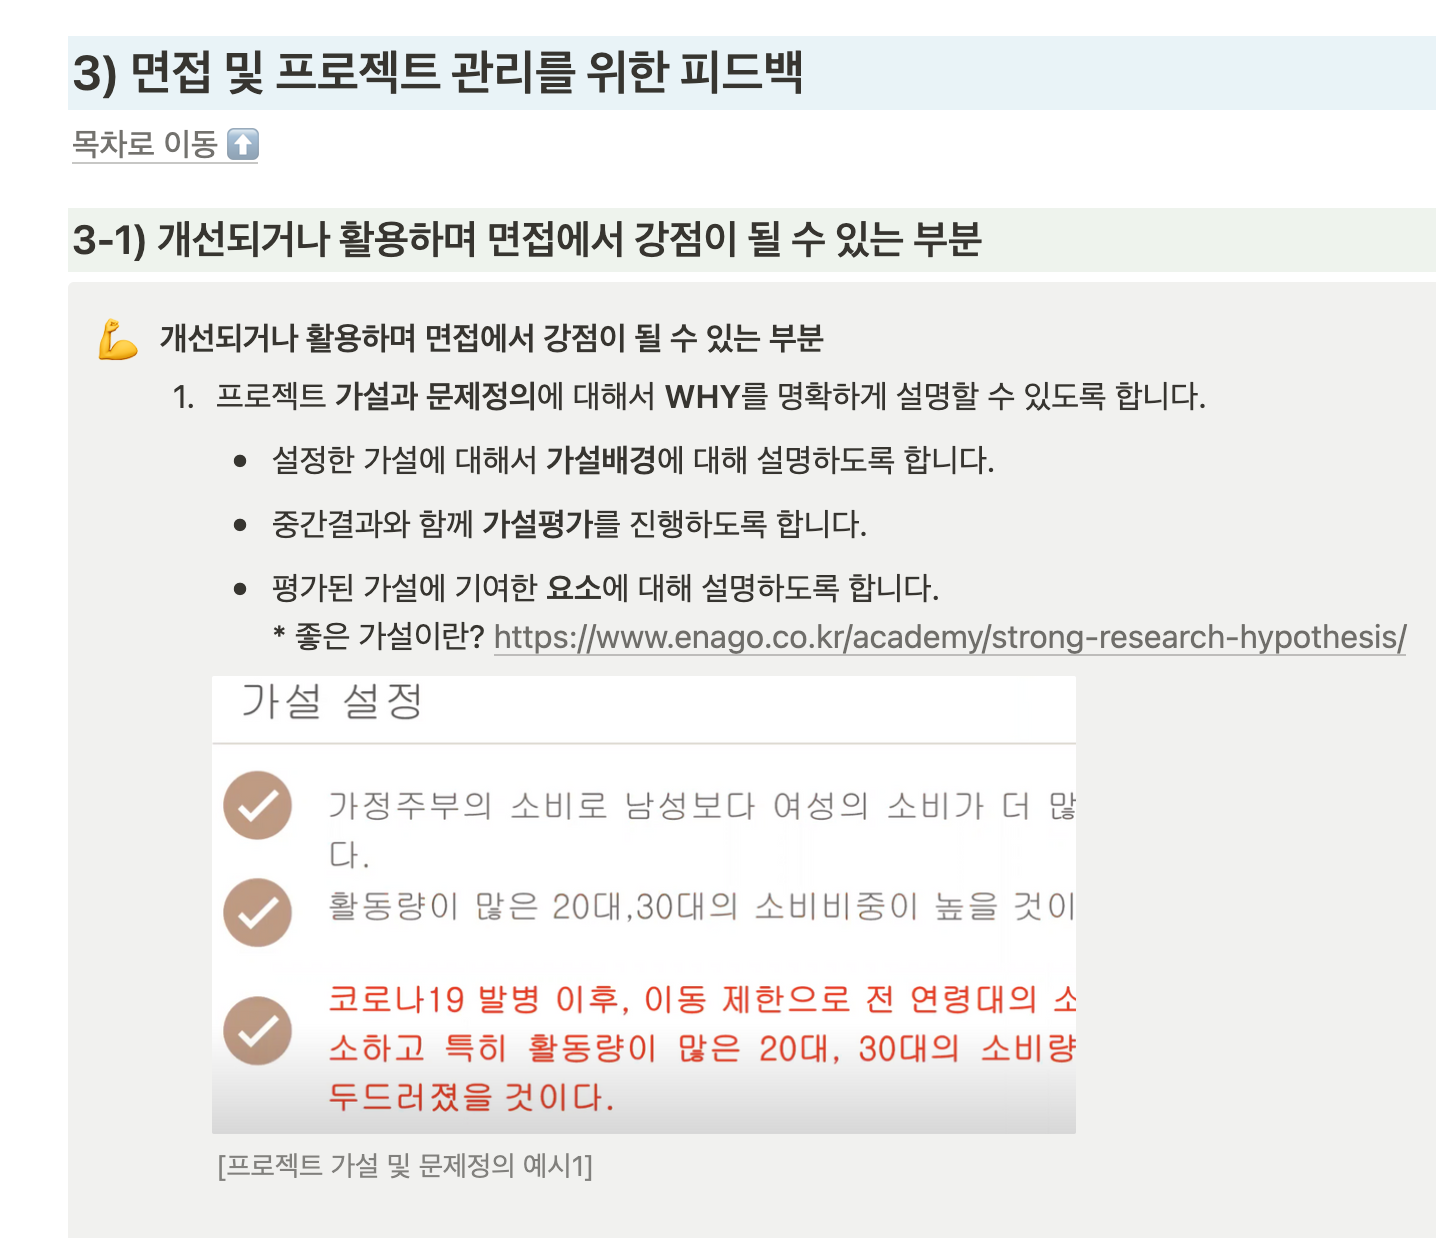 3) 면접 및 프로젝트 관리를 위한 피드백
목차로 이동 ⬆️
3-1) 개선되거나 활용하며 면접에서 강점이 될 수 있는 부분
💪 개선되거나 활용하며 면접에서 강점이 될 수 있는 부분
1. 프로젝트 가설과 문제정의에 대해서 WHY를 명확하게 설명할 수 있도록 합니다.
• 설정한 가설에 대해서 가설배경에 대해 설명하도록 합니다.
• 중간결과와 함께 가설평가를 진행하도록 합니다.
• 평가된 가설에 기여한 요소에 대해 설명하도록 합니다.
* 좋은 가설이란? https://www.enago.co.kr/academy/strong-research-hypothesis/
가설 설정
가정주부의 소비로 남성보다 여성의 소비가 더 많
다.
활동량이 많은 20대,30대의 소비비중이 높을 것이
코로나19 발병 이후, 이동 제한으로 전 연령대의 소
소하고 특히 활동량이 많은 20대, 30대의 소비량
두드러졌을 것이다.
[프로젝트 가설 및 문제정의 예시1]